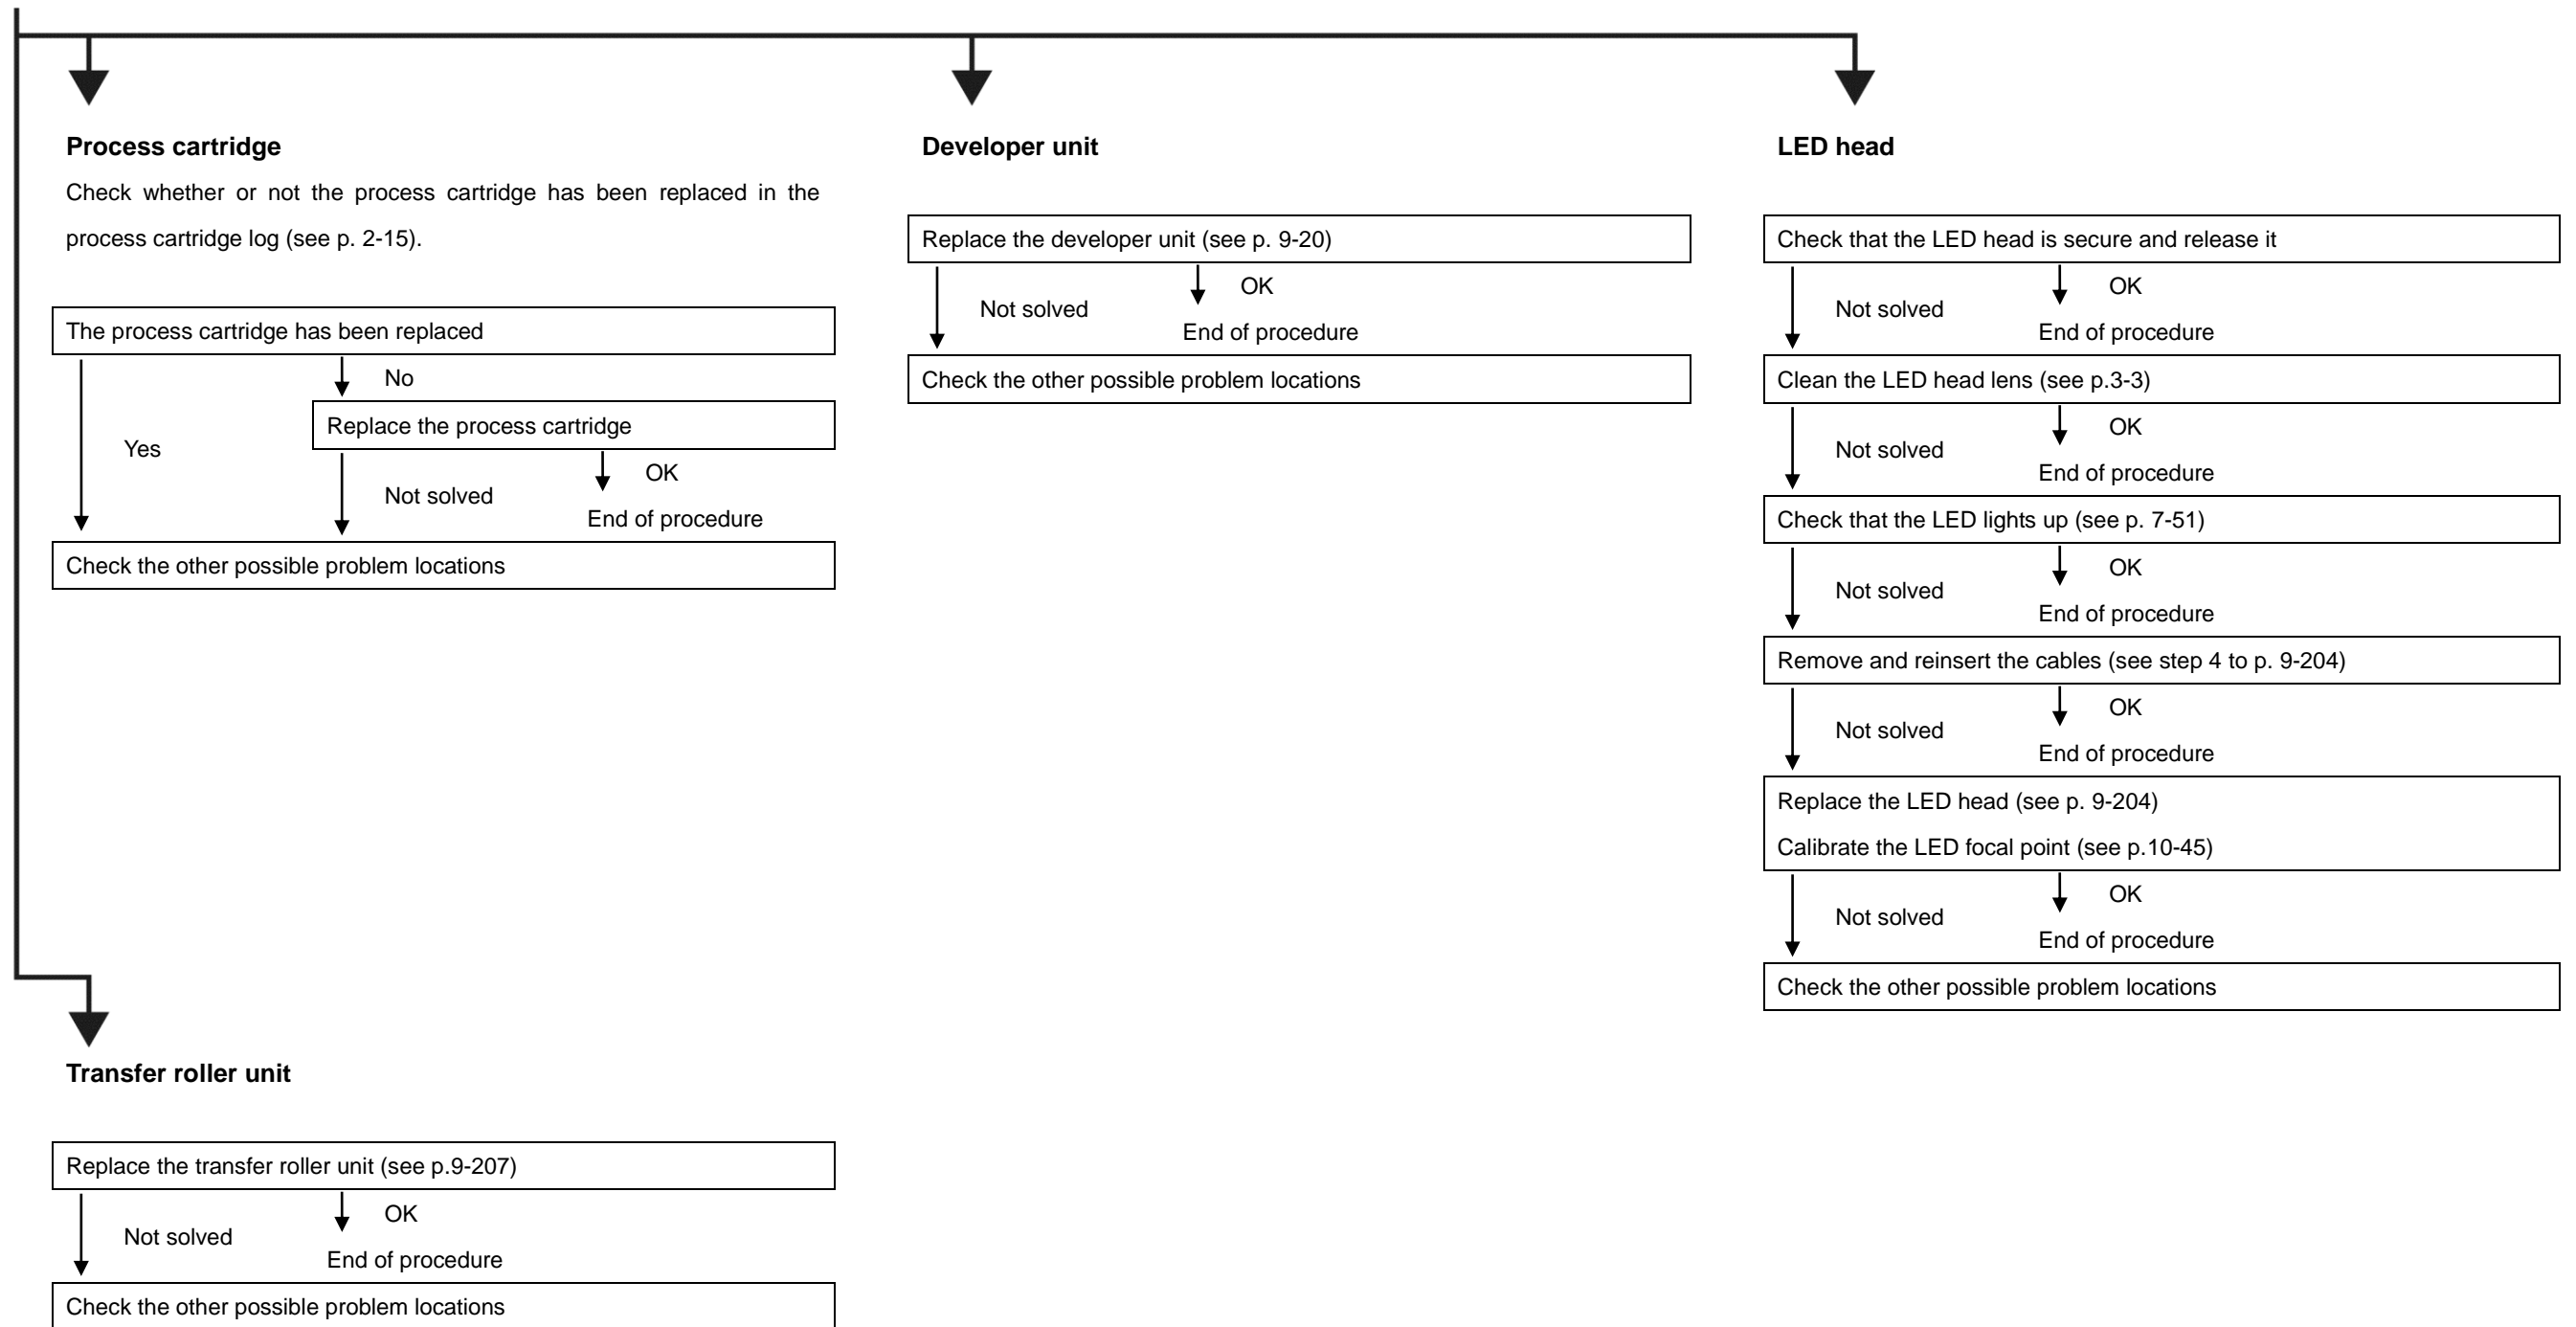 Process cartridge
Check whether or not the process cartridge has been replaced in the
process cartridge log (see p. 2-15).
The process cartridge has been replaced
No
Replace the process cartridge
Yes
OK
Not solved
End of procedure
Check the other possible problem locations
Developer unit
Replace the developer unit (see p. 9-20)
OK
Not solved
End of procedure
Check the other possible problem locations
LED head
Check that the LED head is secure and release it
OK
Not solved
End of procedure
Clean the LED head lens (see p.3-3)
OK
Not solved
End of procedure
Check that the LED lights up (see p. 7-51)
OK
Not solved
End of procedure
Remove and reinsert the cables (see step 4 to p. 9-204)
OK
Not solved
End of procedure
Replace the LED head (see p. 9-204)
Calibrate the LED focal point (see p.10-45)
OK
Not solved
End of procedure
Check the other possible problem locations
Transfer roller unit
Replace the transfer roller unit (see p.9-207)
OK
Not solved
End of procedure
Check the other possible problem locations